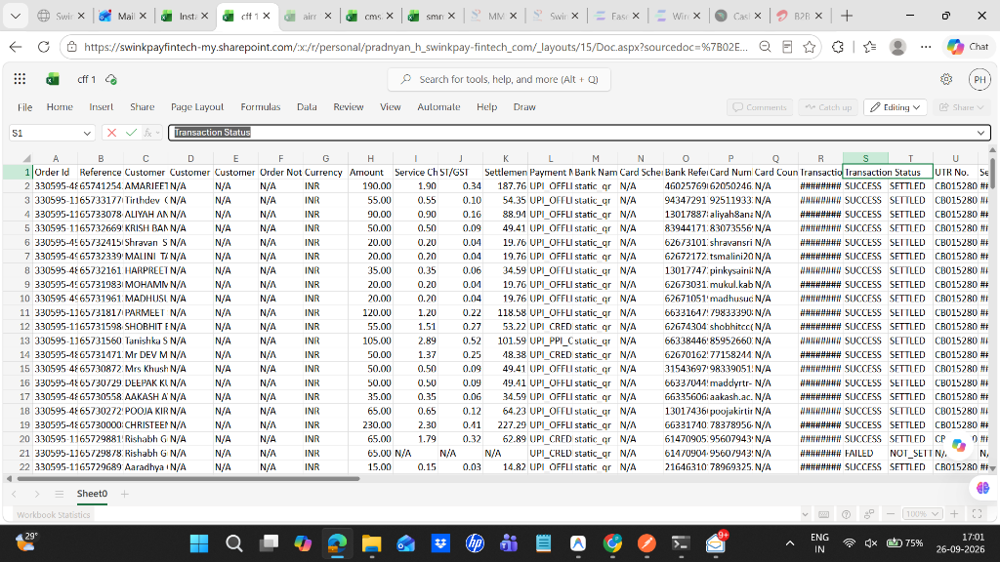 Swin
Mail
Insta
cff 1
airr
cms.
smr
MM
Swin
Ease
Win
Cas
B2B
https://swinkpayfintech-my.sharepoint.com/:x:/r/personal/pradnyan_h_swinkpay-fintech_com/_layouts/15/Doc.aspx?sourcedoc=%7B02E...
Chat
cff 1
Search for tools, help, and more (Alt + Q)
PH
File Home Insert Share Page Layout Formulas Data Review View Automate Help Draw
Comments Catch up Editing Share
S1 fx Transaction Status
A B C D E F G H I J K L M N O P Q R S T U
1 Order Id Reference Customer Customer Customer Order Not Currency Amount Service Ch ST/GST Settlemen Payment M Bank Nam Card Scher Bank Refer Card Num Card Coun Transactio Transaction Status UTR No. Se
2 330595-48 65741254 AMARJEET N/A N/A N/A INR 190.00 1.90 0.34 187.76 UPI_OFFLI static_qr N/A 46025769 62050246 N/A ######## SUCCESS SETTLED CB015280 ##
3 330595-11 65733177 Tirthdev N/A N/A N/A INR 55.00 0.55 0.10 54.35 UPI_OFFLI static_qr N/A 94347291 92511933 N/A ######## SUCCESS SETTLED CB015280 ##
4 330595-11 65733078 ALIYAH AN N/A N/A N/A INR 90.00 0.90 0.16 88.94 UPI_OFFLI static_qr N/A 13017887 aliyah8ana N/A ######## SUCCESS SETTLED CB015280 ##
5 330595-11 65732669 KRISH BAN N/A N/A N/A INR 50.00 0.50 0.09 49.41 UPI_OFFLI static_qr N/A 83944171 83073556 N/A ######## SUCCESS SETTLED CB015280 ##
6 330595-49 65732415 Shravan S N/A N/A N/A INR 20.00 0.20 0.04 19.76 UPI_OFFLI static_qr N/A 62673101 shravansri N/A ######## SUCCESS SETTLED CB015280 ##
7 330595-49 65732339 MALINI TA N/A N/A N/A INR 20.00 0.20 0.04 19.76 UPI_OFFLI static_qr N/A 62672172 tsmalini20 N/A ######## SUCCESS SETTLED CB015280 ##
8 330595-48 65732161 HARPREET N/A N/A N/A INR 35.00 0.35 0.06 34.59 UPI_OFFLI static_qr N/A 13017747 pinkysaini N/A ######## SUCCESS SETTLED CB015280 ##
9 330595-49 65731983 MOHAMM N/A N/A N/A INR 20.00 0.20 0.04 19.76 UPI_OFFLI static_qr N/A 62673031 mukul.kab N/A ######## SUCCESS SETTLED CB015280 ##
10 330595-49 65731961 MADHUSU N/A N/A N/A INR 20.00 0.20 0.04 19.76 UPI_OFFLI static_qr N/A 62671051 madhusuc N/A ######## SUCCESS SETTLED CB015280 ##
11 330595-11 65731817 PARMEET N/A N/A N/A INR 120.00 1.20 0.22 118.58 UPI_OFFLI static_qr N/A 66331647 79833390 N/A ######## SUCCESS SETTLED CB015280 ##
12 330595-11 65731598 SHOBHIT N/A N/A N/A INR 55.00 1.51 0.27 53.22 UPI_CRED static_qr N/A 62674304 shobhitcc N/A ######## SUCCESS SETTLED CB015280 ##
13 330595-11 65731560 Tanishka S N/A N/A N/A INR 105.00 2.89 0.52 101.59 UPI_PPI_C static_qr N/A 66338446 85952660 N/A ######## SUCCESS SETTLED CB015280 ##
14 330595-48 65731471 Mr DEV M N/A N/A N/A INR 50.00 1.37 0.25 48.38 UPI_CRED static_qr N/A 62670162 77158244 N/A ######## SUCCESS SETTLED CB015280 ##
15 330595-48 65730872 Mrs Khush N/A N/A N/A INR 50.00 0.50 0.09 49.41 UPI_OFFLI static_qr N/A 31543697 98339051 N/A ######## SUCCESS SETTLED CB015280 ##
16 330595-48 65730729 DEEPAK KU N/A N/A N/A INR 50.00 0.50 0.09 49.41 UPI_OFFLI static_qr N/A 66337044 maddyrtr- N/A ######## SUCCESS SETTLED CB015280 ##
17 330595-48 65730558 AAKASH A N/A N/A N/A INR 35.00 0.35 0.06 34.59 UPI_OFFLI static_qr N/A 66335606 aakash.ac. N/A ######## SUCCESS SETTLED CB015280 ##
18 330595-48 65730272 POOJA KIR N/A N/A N/A INR 65.00 0.65 0.12 64.23 UPI_OFFLI static_qr N/A 13017436 poojakirtir N/A ######## SUCCESS SETTLED CB015280 ##
19 330595-48 65730000 CHRISTEEN N/A N/A N/A INR 230.00 2.30 0.41 227.29 UPI_OFFLI static_qr N/A 66331740 78378956 N/A ######## SUCCESS SETTLED CB015280 ##
20 330595-11 65729881 Rishabh G N/A N/A N/A INR 65.00 1.79 0.32 62.89 UPI_CRED static_qr N/A 61470905 95607943 N/A ######## SUCCESS SETTLED ##
21 330595-11 65729878 Rishabh G N/A N/A N/A INR 65.00 N/A N/A N/A UPI_CRED static_qr N/A 61470904 95607943 N/A ######## FAILED NOT_SETT N/
22 330595-11 65729689 Aaradhya N/A N/A N/A INR 15.00 0.15 0.03 14.82 UPI_OFFLI static_qr N/A 21646310 78969325 N/A ######## SUCCESS SETTLED CB015280 ##
Sheet0
Workbook Statistics 100%
29°
9+
ENG
IN
75%
17:01
26-09-2026